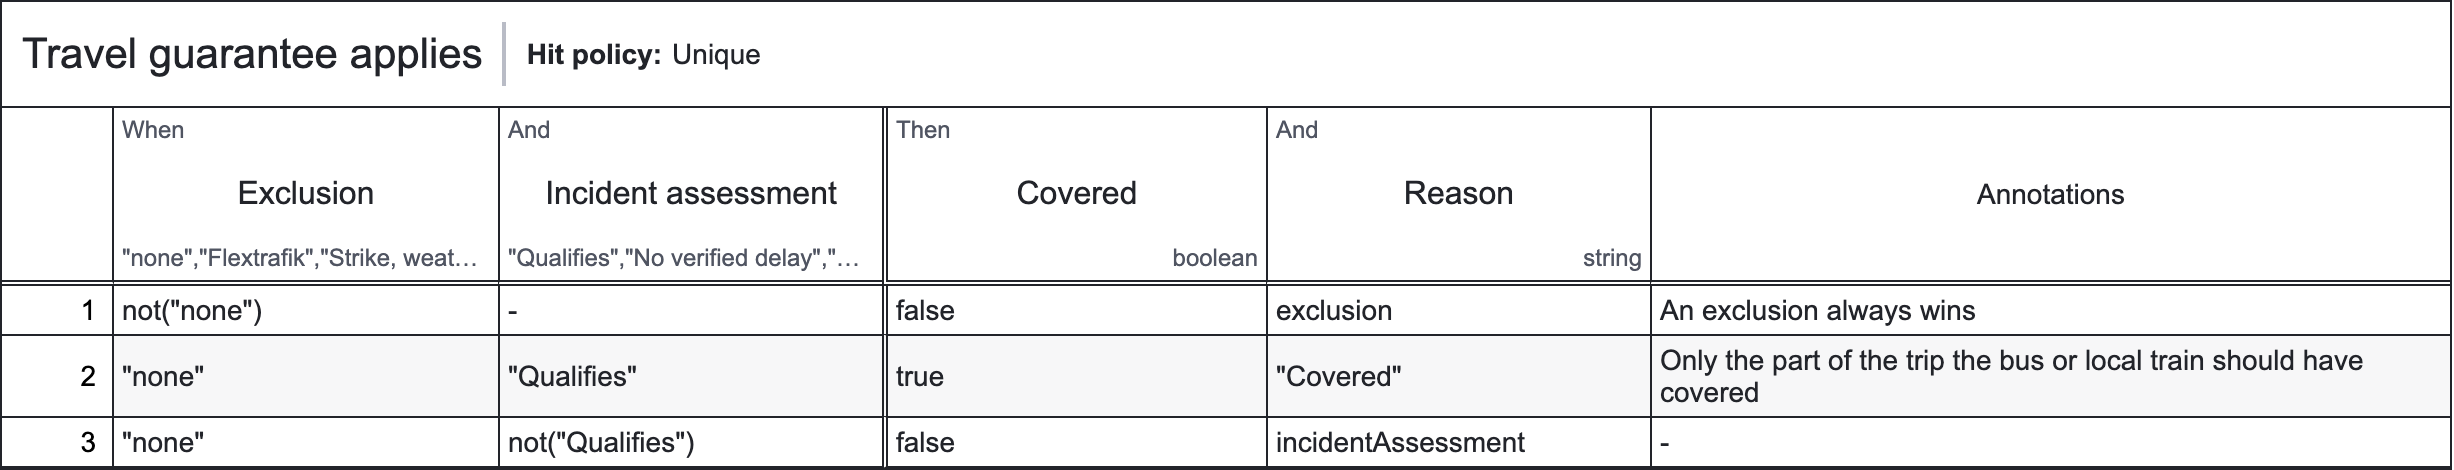 Travel guarantee applies
Hit policy: Unique
When
And
Then
And
Exclusion
Incident assessment
Covered
Reason
Annotations
"none","Flextrafik","Strike, weat…
"Qualifies","No verified delay","…
boolean
string
1 not("none") - false exclusion An exclusion always wins
2 "none" "Qualifies" true "Covered" Only the part of the trip the bus or local train should have
covered
3 "none" not("Qualifies") false incidentAssessment -